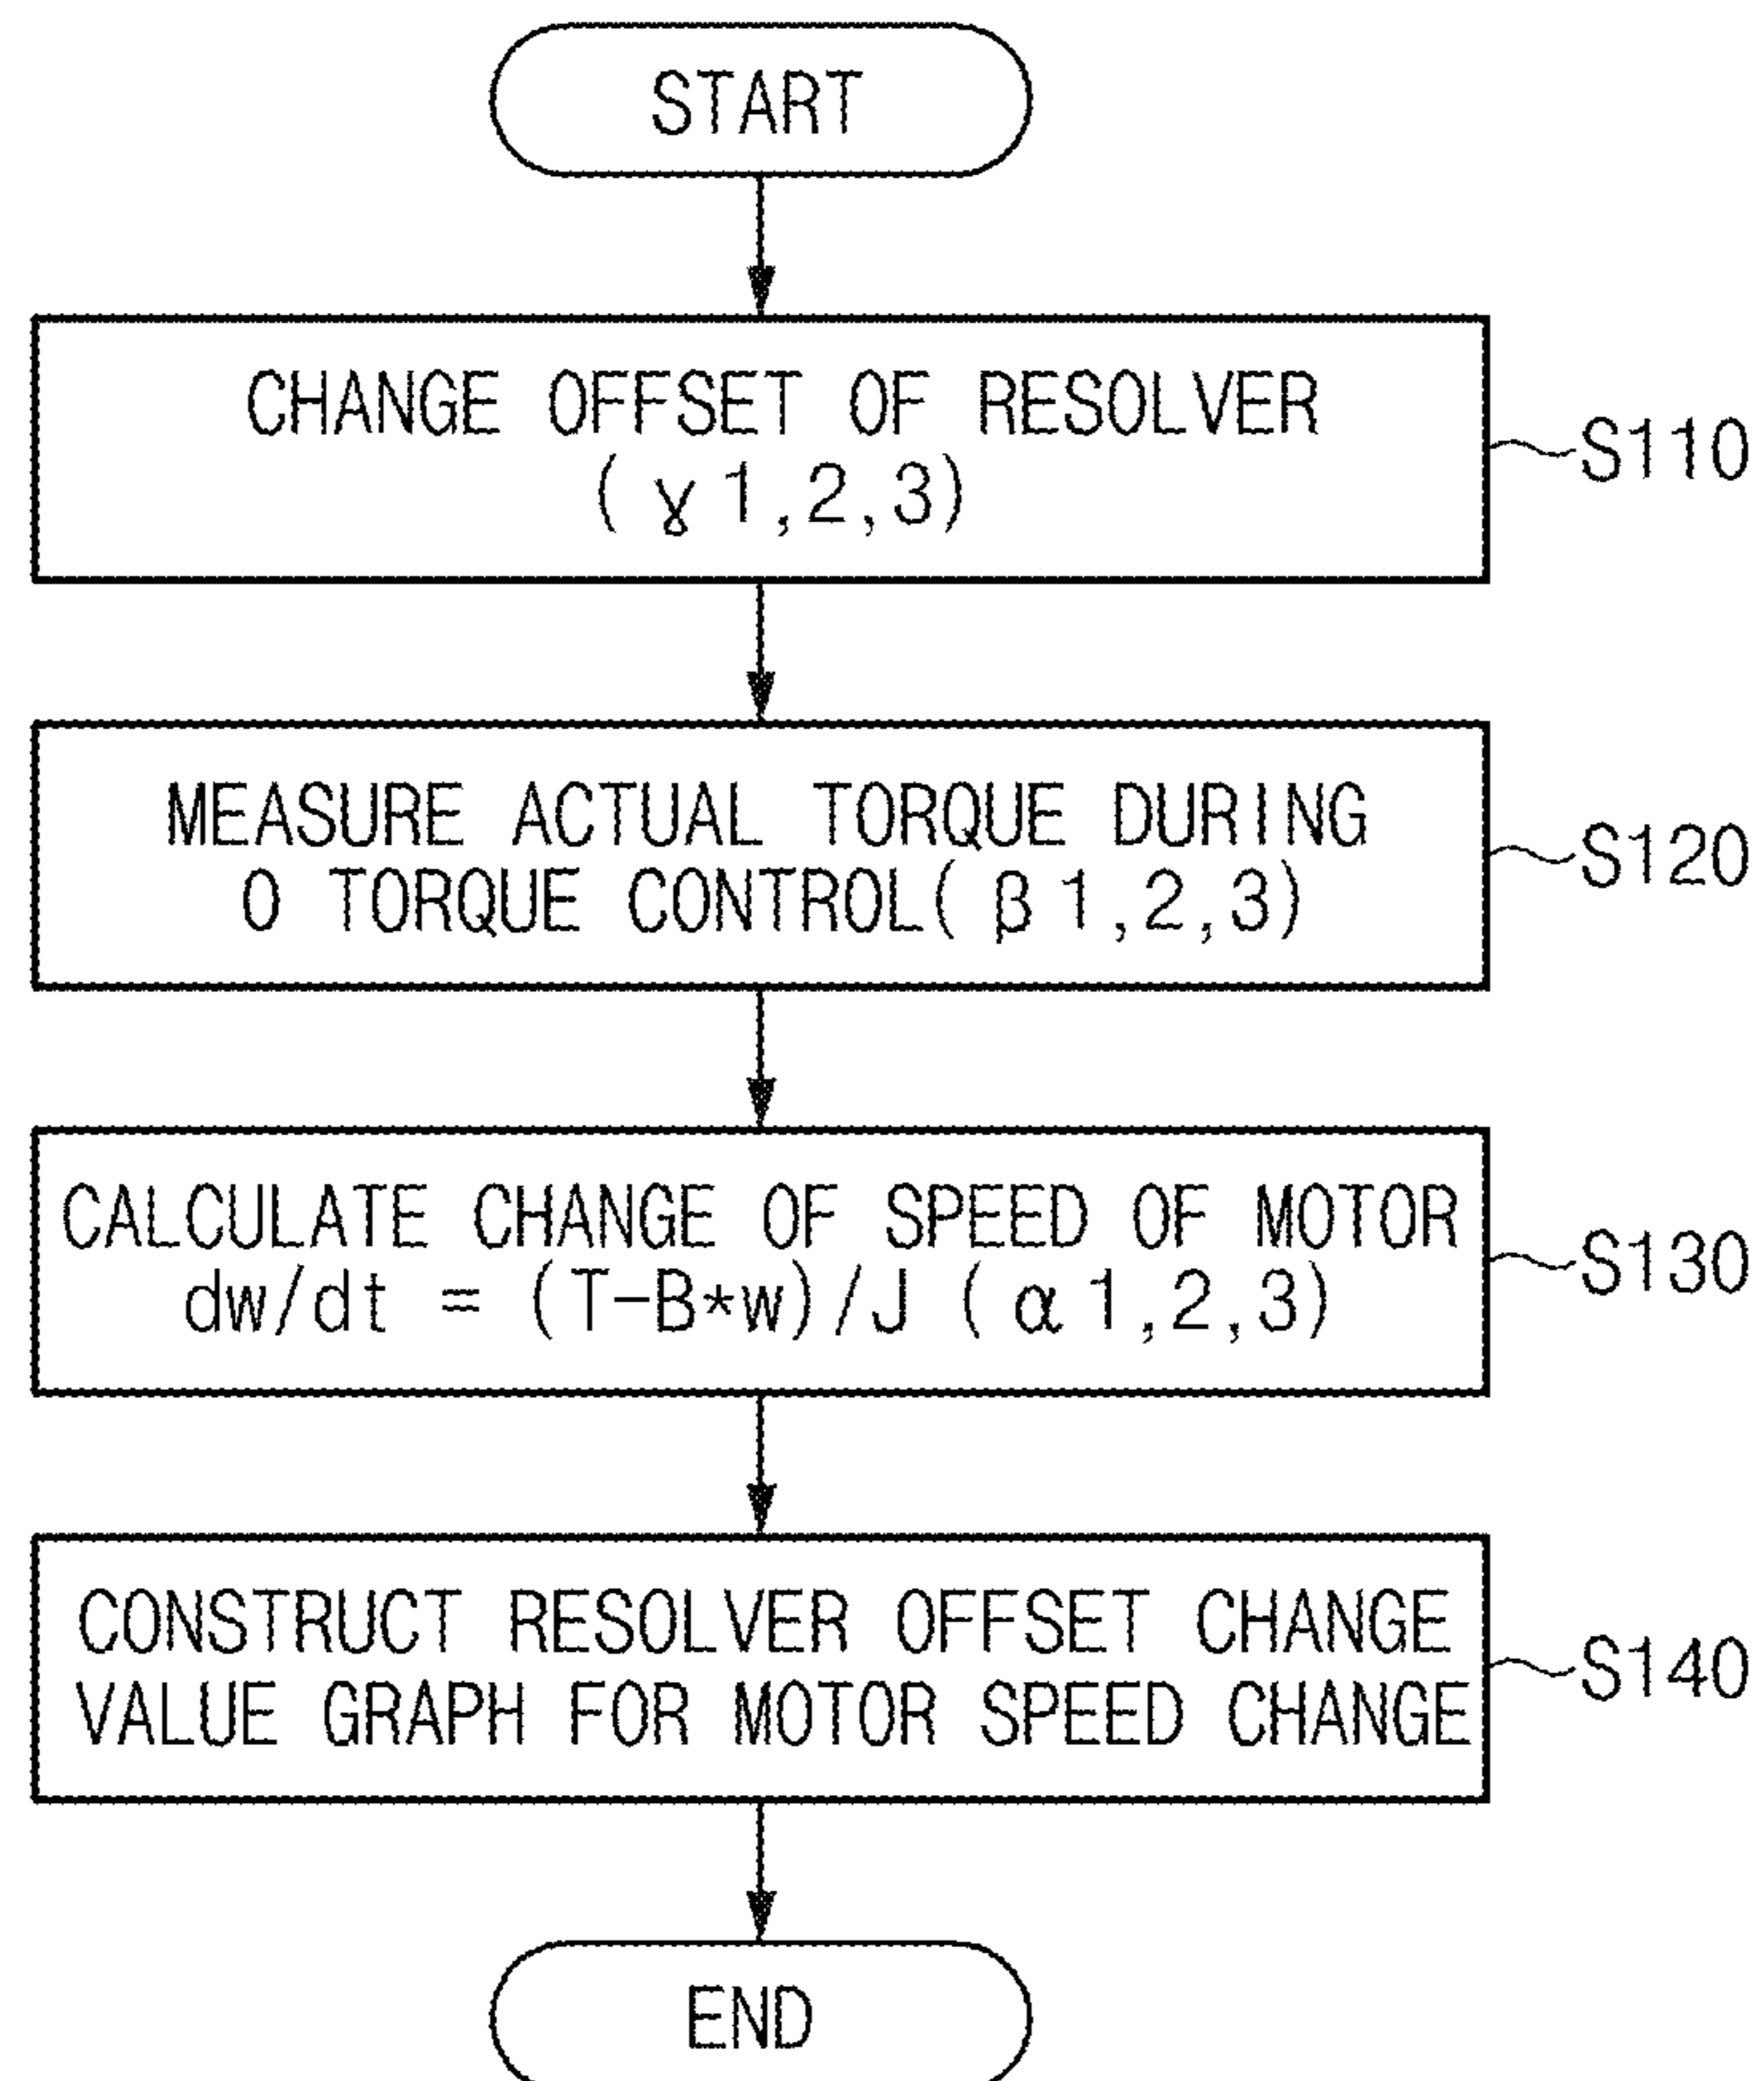 START
CHANGE OFFSET OF RESOLVER
(γ1,2,3)
S110
MEASURE ACTUAL TORQUE DURING
0 TORQUE CONTROL(β1,2,3)
S120
CALCULATE CHANGE OF SPEED OF MOTOR
dw/dt = (T-B*w)/J (α1,2,3)
S130
CONSTRUCT RESOLVER OFFSET CHANGE
VALUE GRAPH FOR MOTOR SPEED CHANGE
S140
END